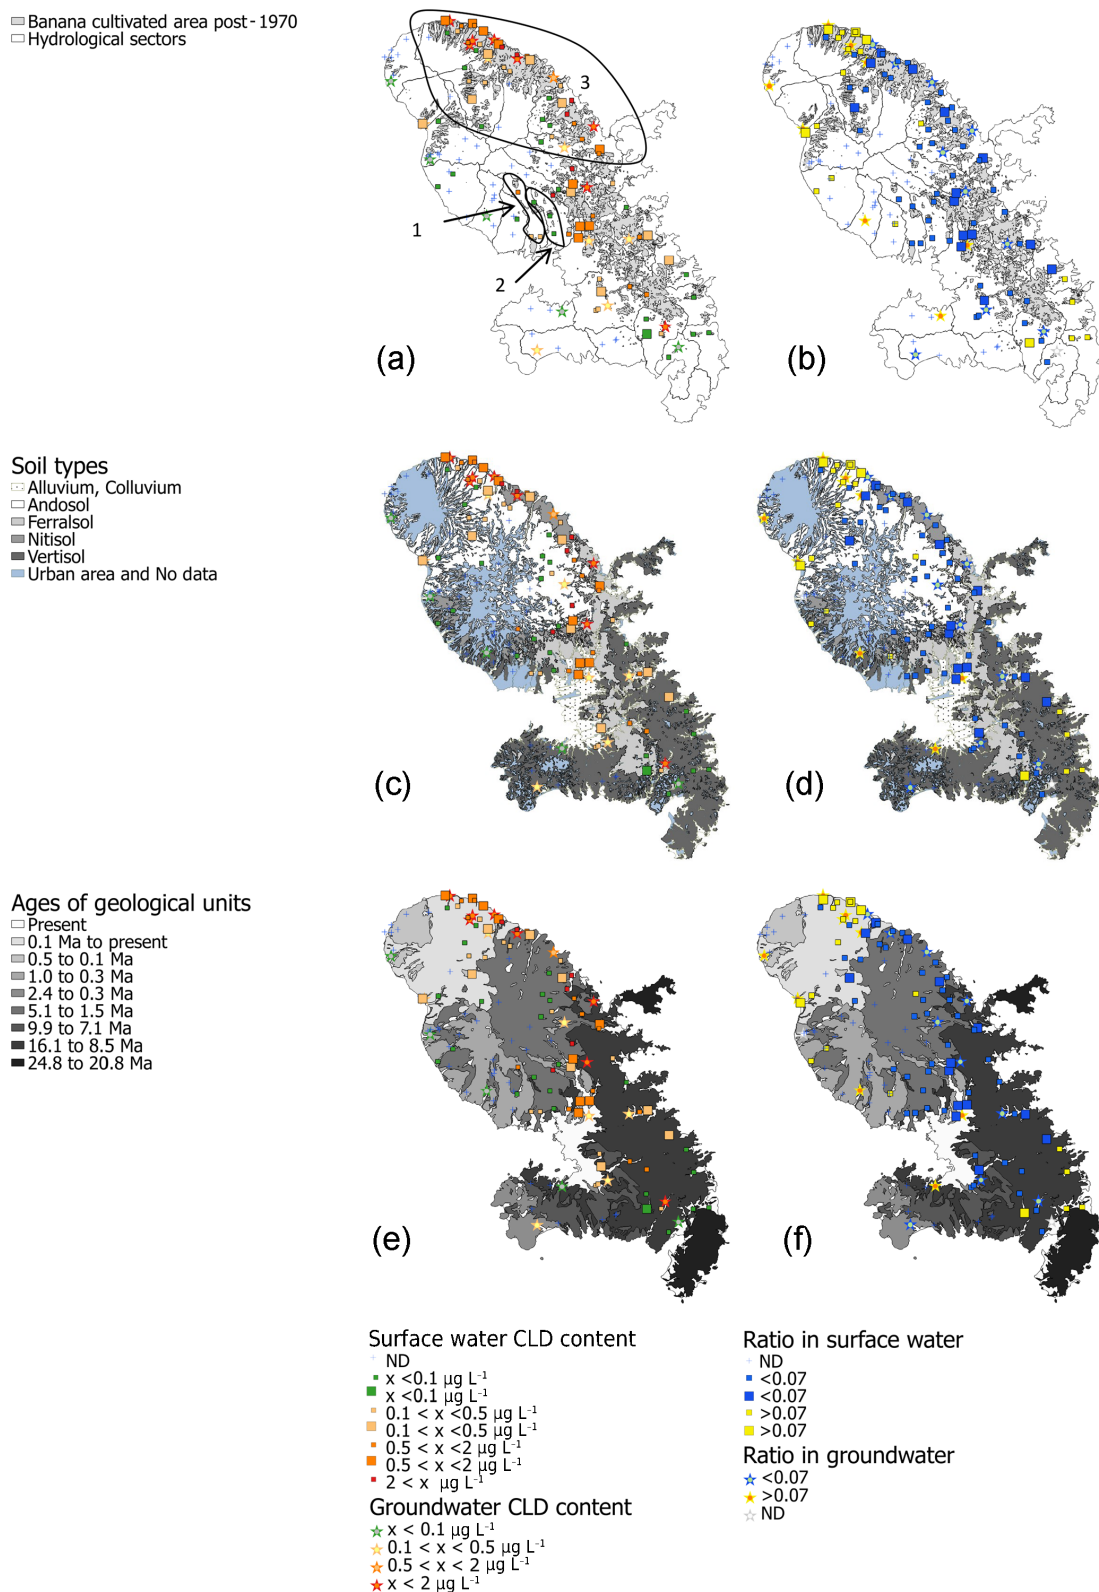 Banana cultivated area post-1970
Hydrological sectors
3
1
2
(a)
(b)
Soil types
Alluvium, Colluvium
Andosol
Ferralsol
Nitisol
Vertisol
Urban area and No data
(c)
(d)
Ages of geological units
Present
0.1 Ma to present
0.5 to 0.1 Ma
1.0 to 0.3 Ma
2.4 to 0.3 Ma
5.1 to 1.5 Ma
9.9 to 7.1 Ma
16.1 to 8.5 Ma
24.8 to 20.8 Ma
(e)
(f)
Surface water CLD content
ND
x <0.1 µg L⁻¹
x <0.1 µg L⁻¹
0.1 < x <0.5 µg L⁻¹
0.1 < x <0.5 µg L⁻¹
0.5 < x <2 µg L⁻¹
0.5 < x <2 µg L⁻¹
2 < x µg L⁻¹
Groundwater CLD content
x < 0.1 µg L⁻¹
0.1 < x < 0.5 µg L⁻¹
0.5 < x < 2 µg L⁻¹
x < 2 µg L⁻¹
Ratio in surface water
ND
<0.07
<0.07
>0.07
>0.07
Ratio in groundwater
<0.07
>0.07
ND